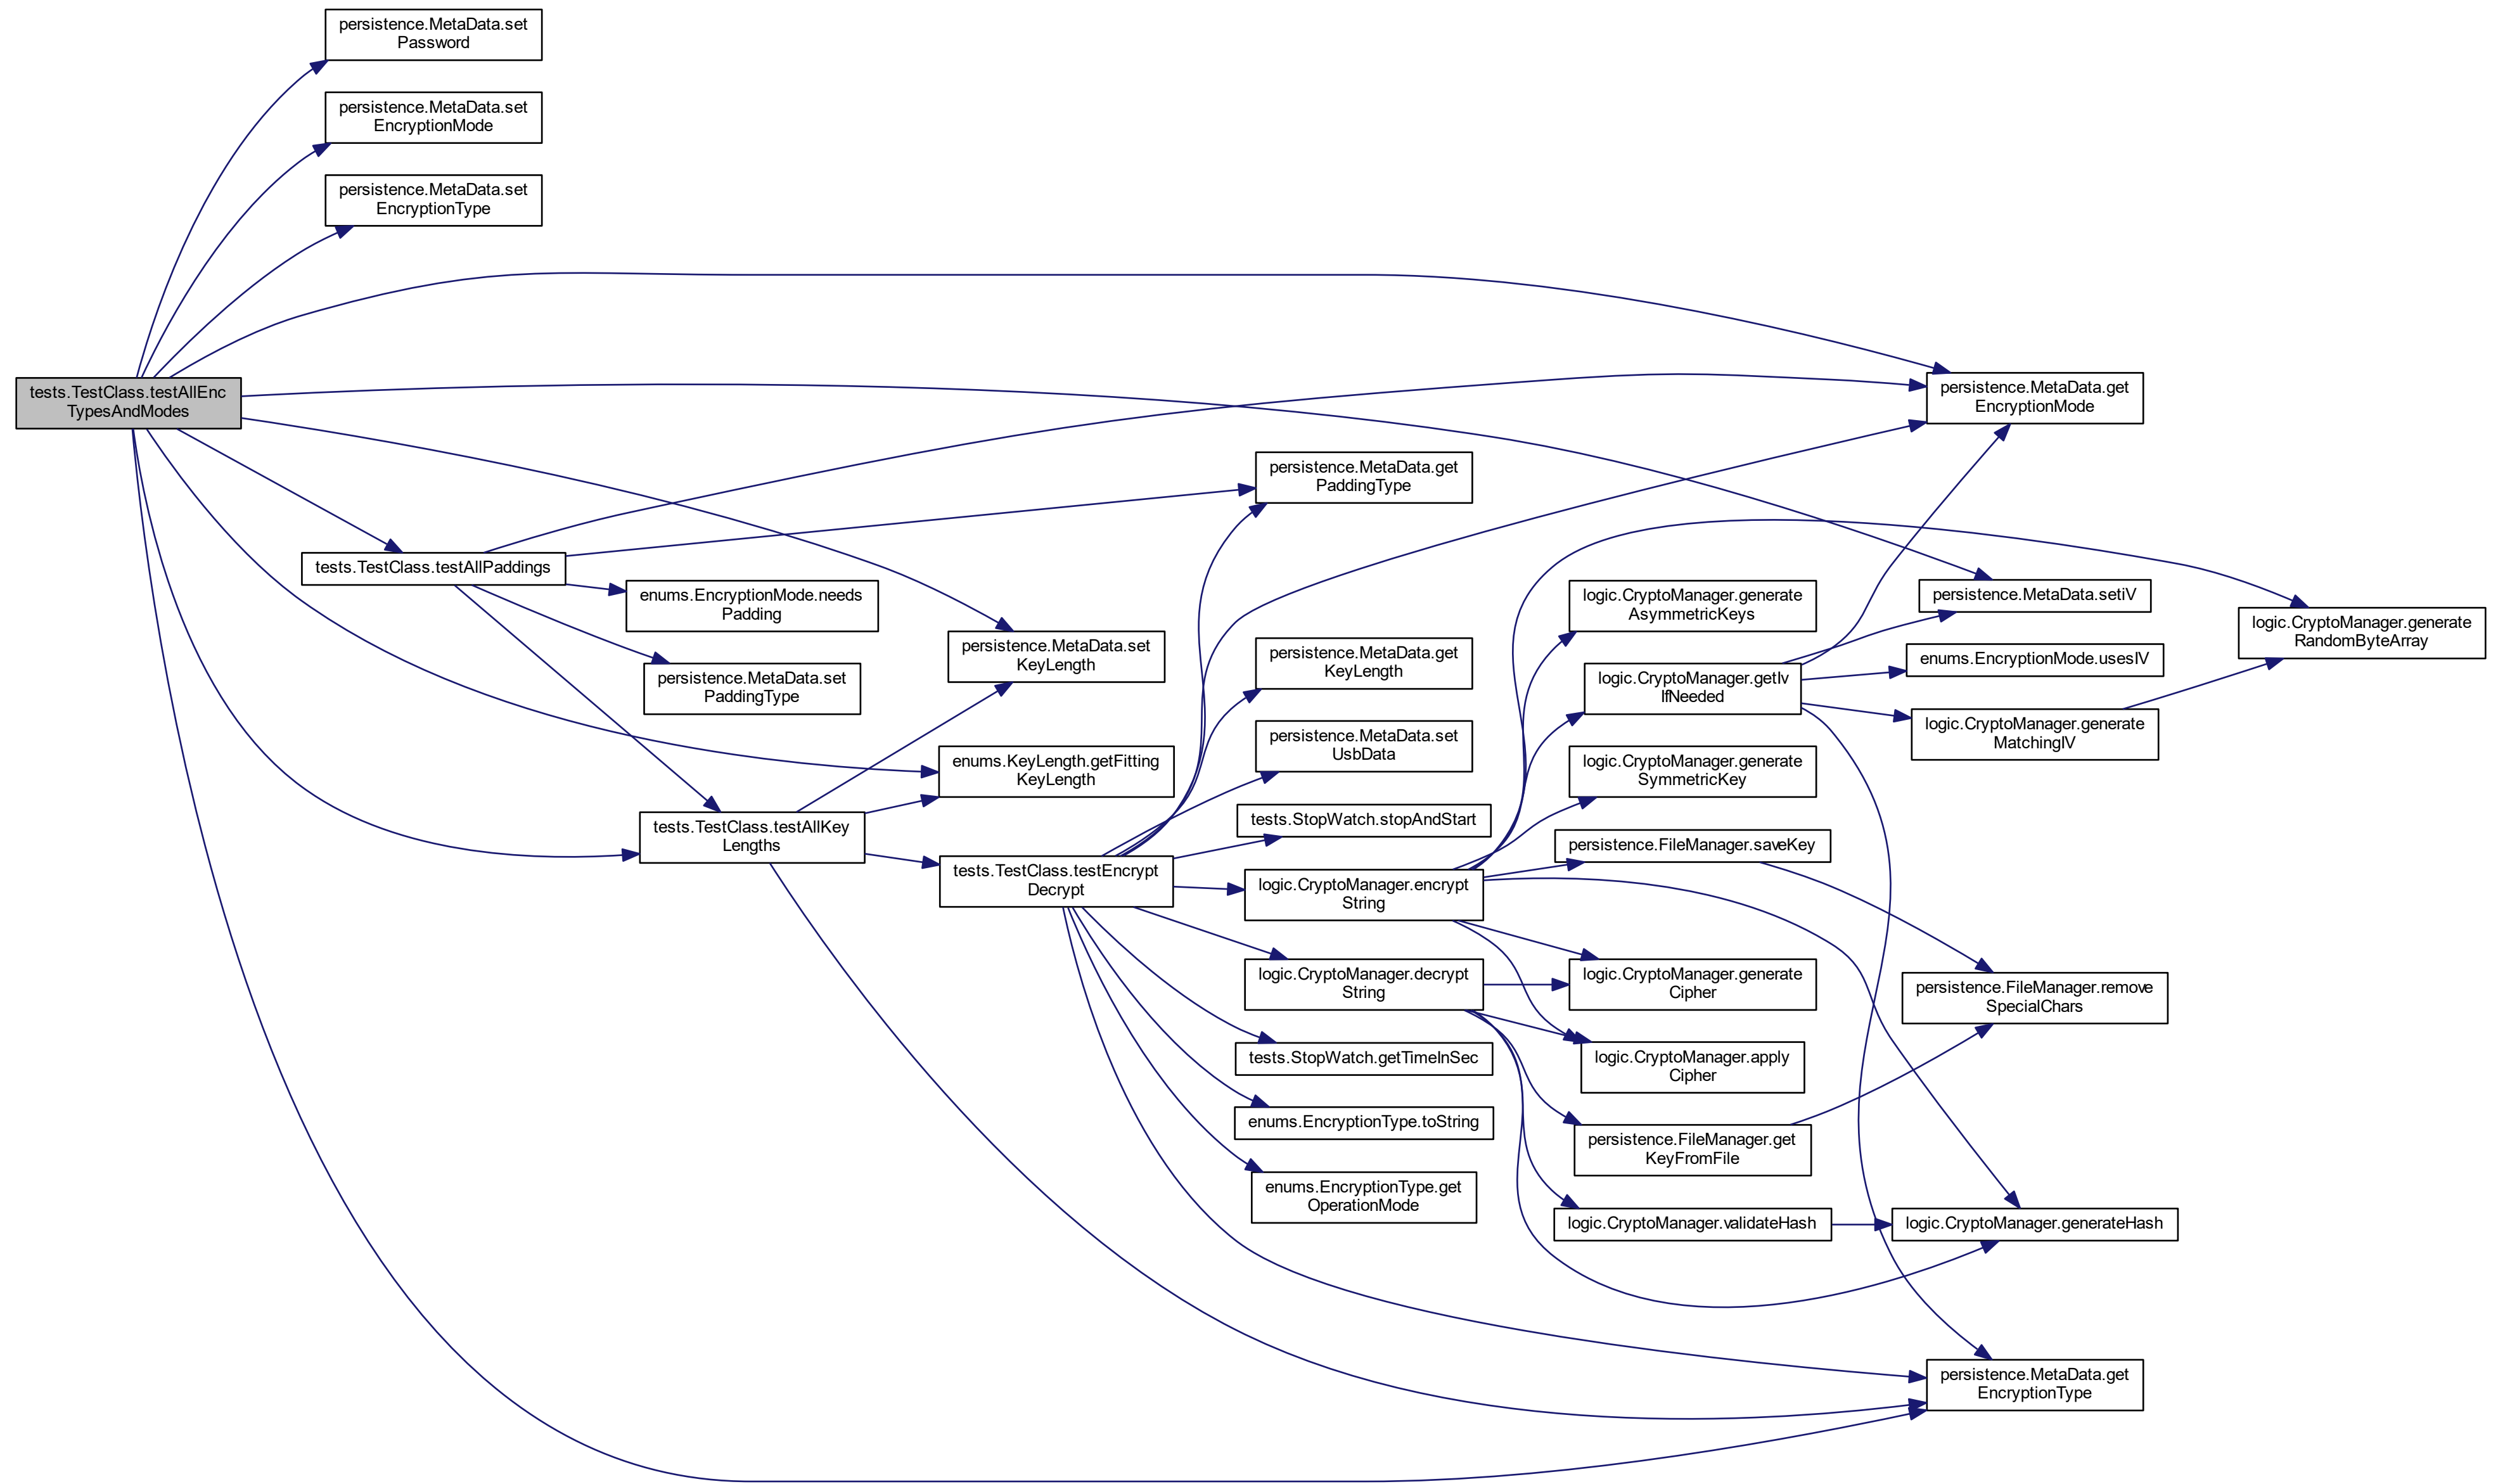 persistence.MetaData.set
Password
persistence.MetaData.set
EncryptionMode
persistence.MetaData.set
EncryptionType
tests.TestClass.testAllEnc
TypesAndModes
persistence.MetaData.get
EncryptionMode
persistence.MetaData.get
PaddingType
tests.TestClass.testAllPaddings
enums.EncryptionMode.needs
Padding
logic.CryptoManager.generate
AsymmetricKeys
persistence.MetaData.setiV
logic.CryptoManager.generate
RandomByteArray
persistence.MetaData.set
KeyLength
persistence.MetaData.get
KeyLength
enums.EncryptionMode.usesIV
persistence.MetaData.set
PaddingType
logic.CryptoManager.getIv
IfNeeded
logic.CryptoManager.generate
MatchingIV
persistence.MetaData.set
UsbData
enums.KeyLength.getFitting
KeyLength
logic.CryptoManager.generate
SymmetricKey
tests.StopWatch.stopAndStart
tests.TestClass.testAllKey
Lengths
persistence.FileManager.saveKey
tests.TestClass.testEncrypt
Decrypt
logic.CryptoManager.encrypt
String
logic.CryptoManager.decrypt
String
logic.CryptoManager.generate
Cipher
persistence.FileManager.remove
SpecialChars
tests.StopWatch.getTimeInSec
logic.CryptoManager.apply
Cipher
enums.EncryptionType.toString
persistence.FileManager.get
KeyFromFile
enums.EncryptionType.get
OperationMode
logic.CryptoManager.validateHash
logic.CryptoManager.generateHash
persistence.MetaData.get
EncryptionType